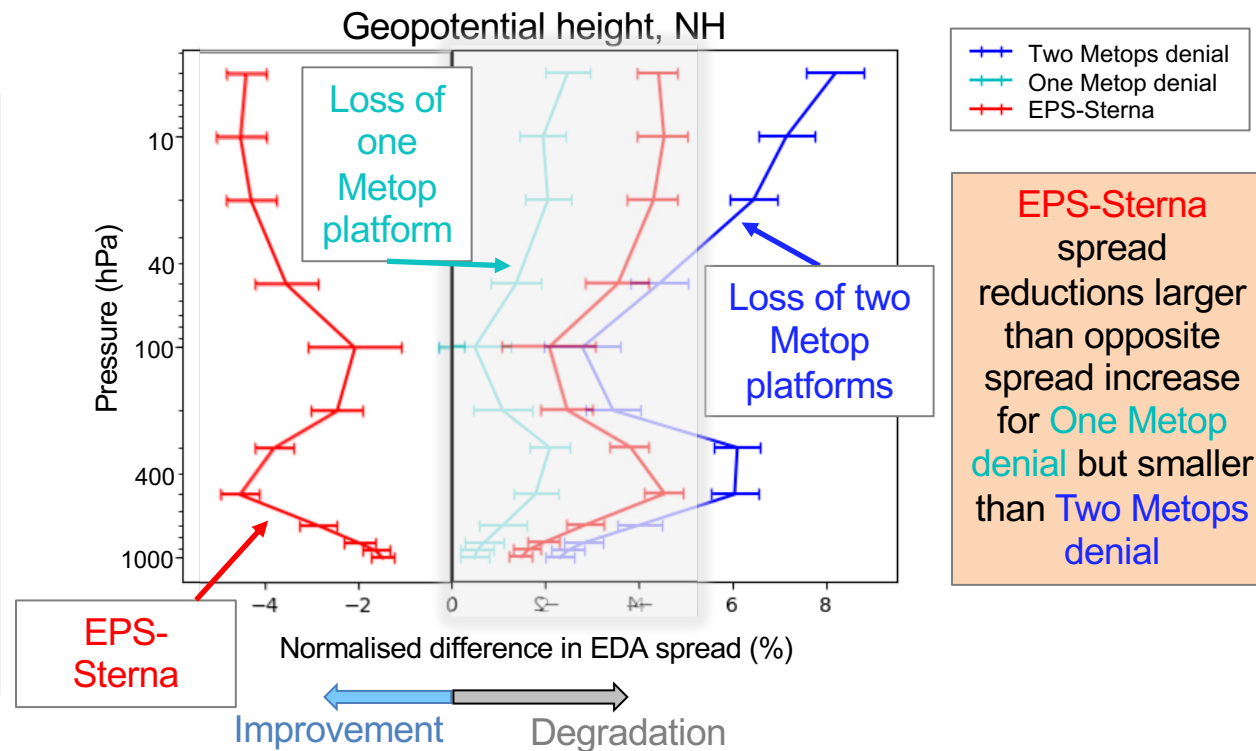 Geopotential height, NH
Two Metops denial
One Metop denial
EPS-Sterna
Loss of
one
Metop
platform
Loss of two
Metop
platforms
EPS-
Sterna
EPS-Sterna
spread
reductions larger
than opposite
spread increase
for One Metop
denial but smaller
than Two Metops
denial
Pressure (hPa)
10
40
100
400
1000
−4
−2
0
−2
−4
6
8
Normalised difference in EDA spread (%)
Improvement
Degradation